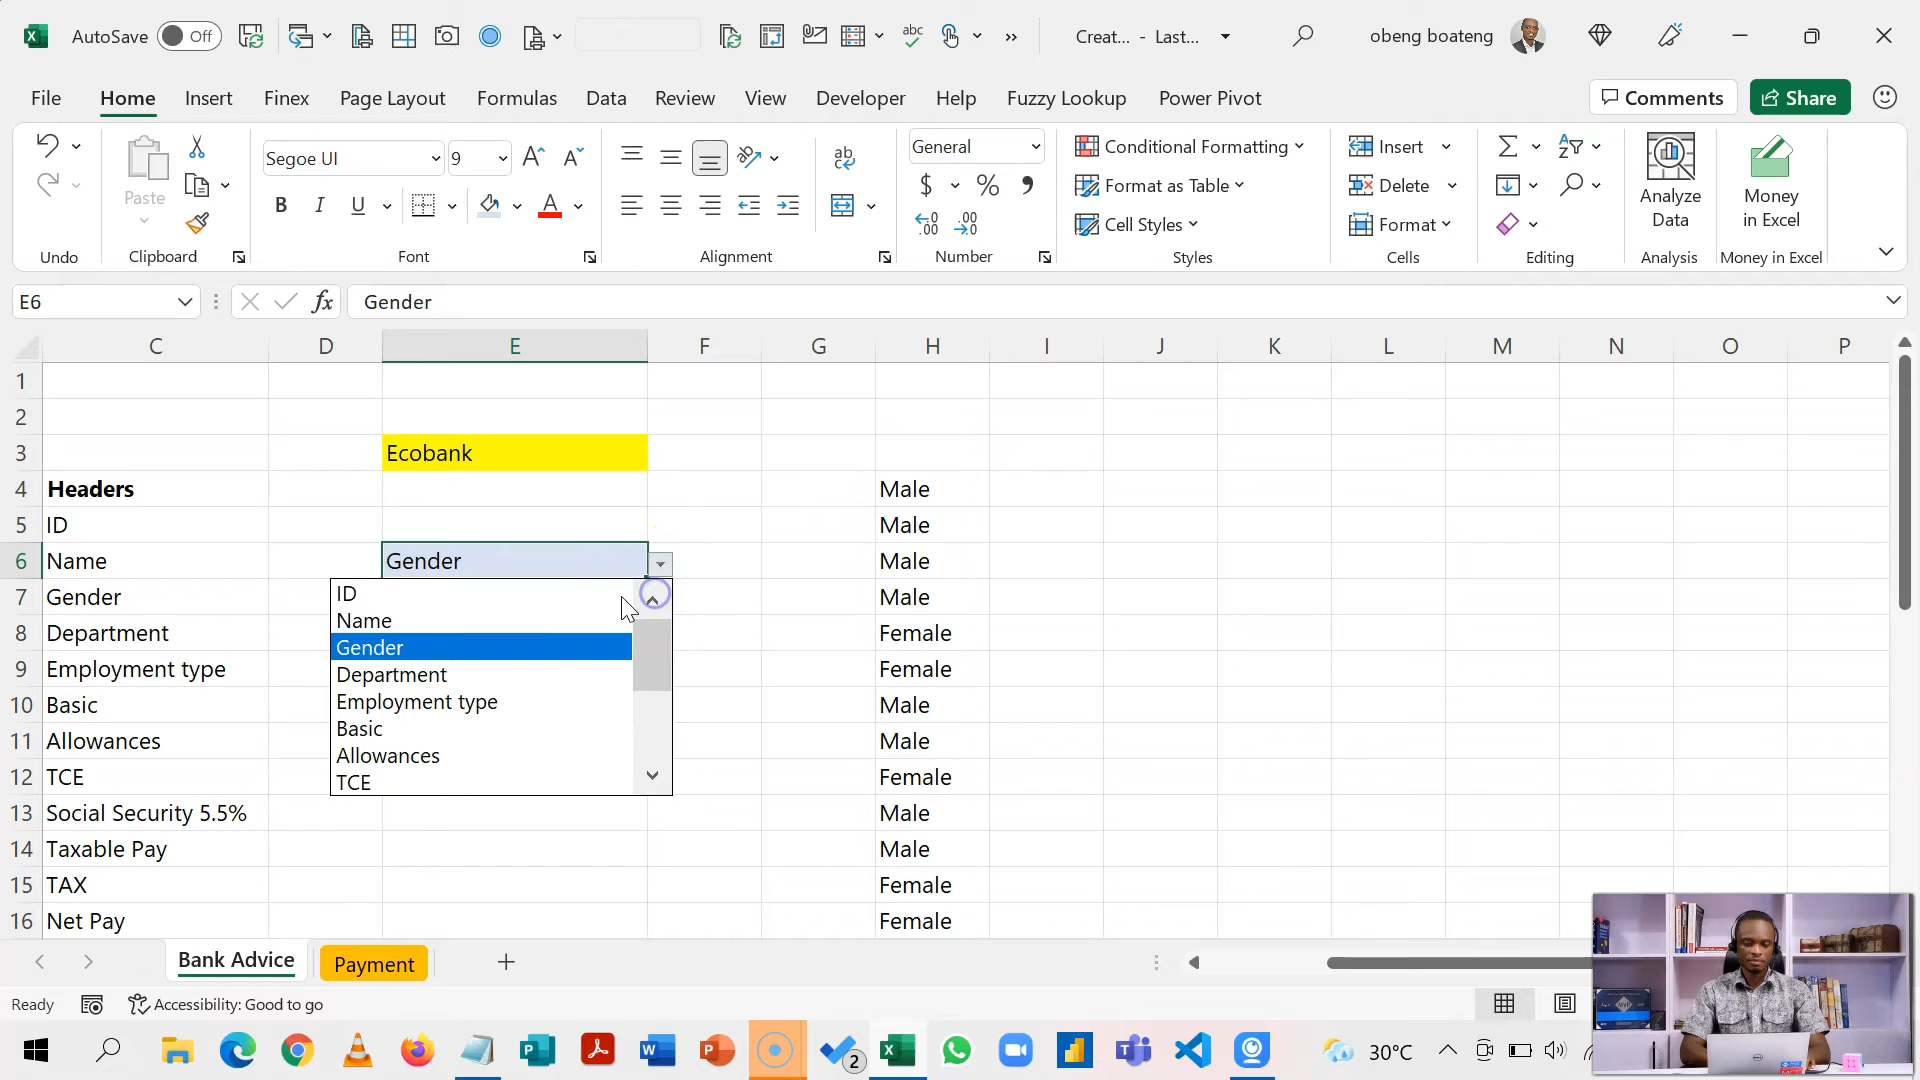 AutoSave Off Creat... - Last... obeng boateng
File Home Insert Finex Page Layout Formulas Data Review View Developer Help Fuzzy Lookup Power Pivot Comments Share
Paste
Segoe UI 9
General
Conditional Formatting
Format as Table
Cell Styles
Insert
Delete
Format
Analyze
Data
Money
in Excel
Undo Clipboard Font Alignment Number Styles Cells Editing Analysis Money in Excel
E6 fx Gender
C D E F G H I J K L M N O P
1
2
3 Ecobank
4 Headers Male
5 ID Male
6 Name Gender Male
7 Gender Male
8 Department Female
9 Employment type Female
10 Basic Male
11 Allowances Male
12 TCE Female
13 Social Security 5.5% Male
14 Taxable Pay Male
15 TAX Female
16 Net Pay Female
ID
Name
Gender
Department
Employment type
Basic
Allowances
TCE
Bank Advice Payment
Ready Accessibility: Good to go
2 30°C